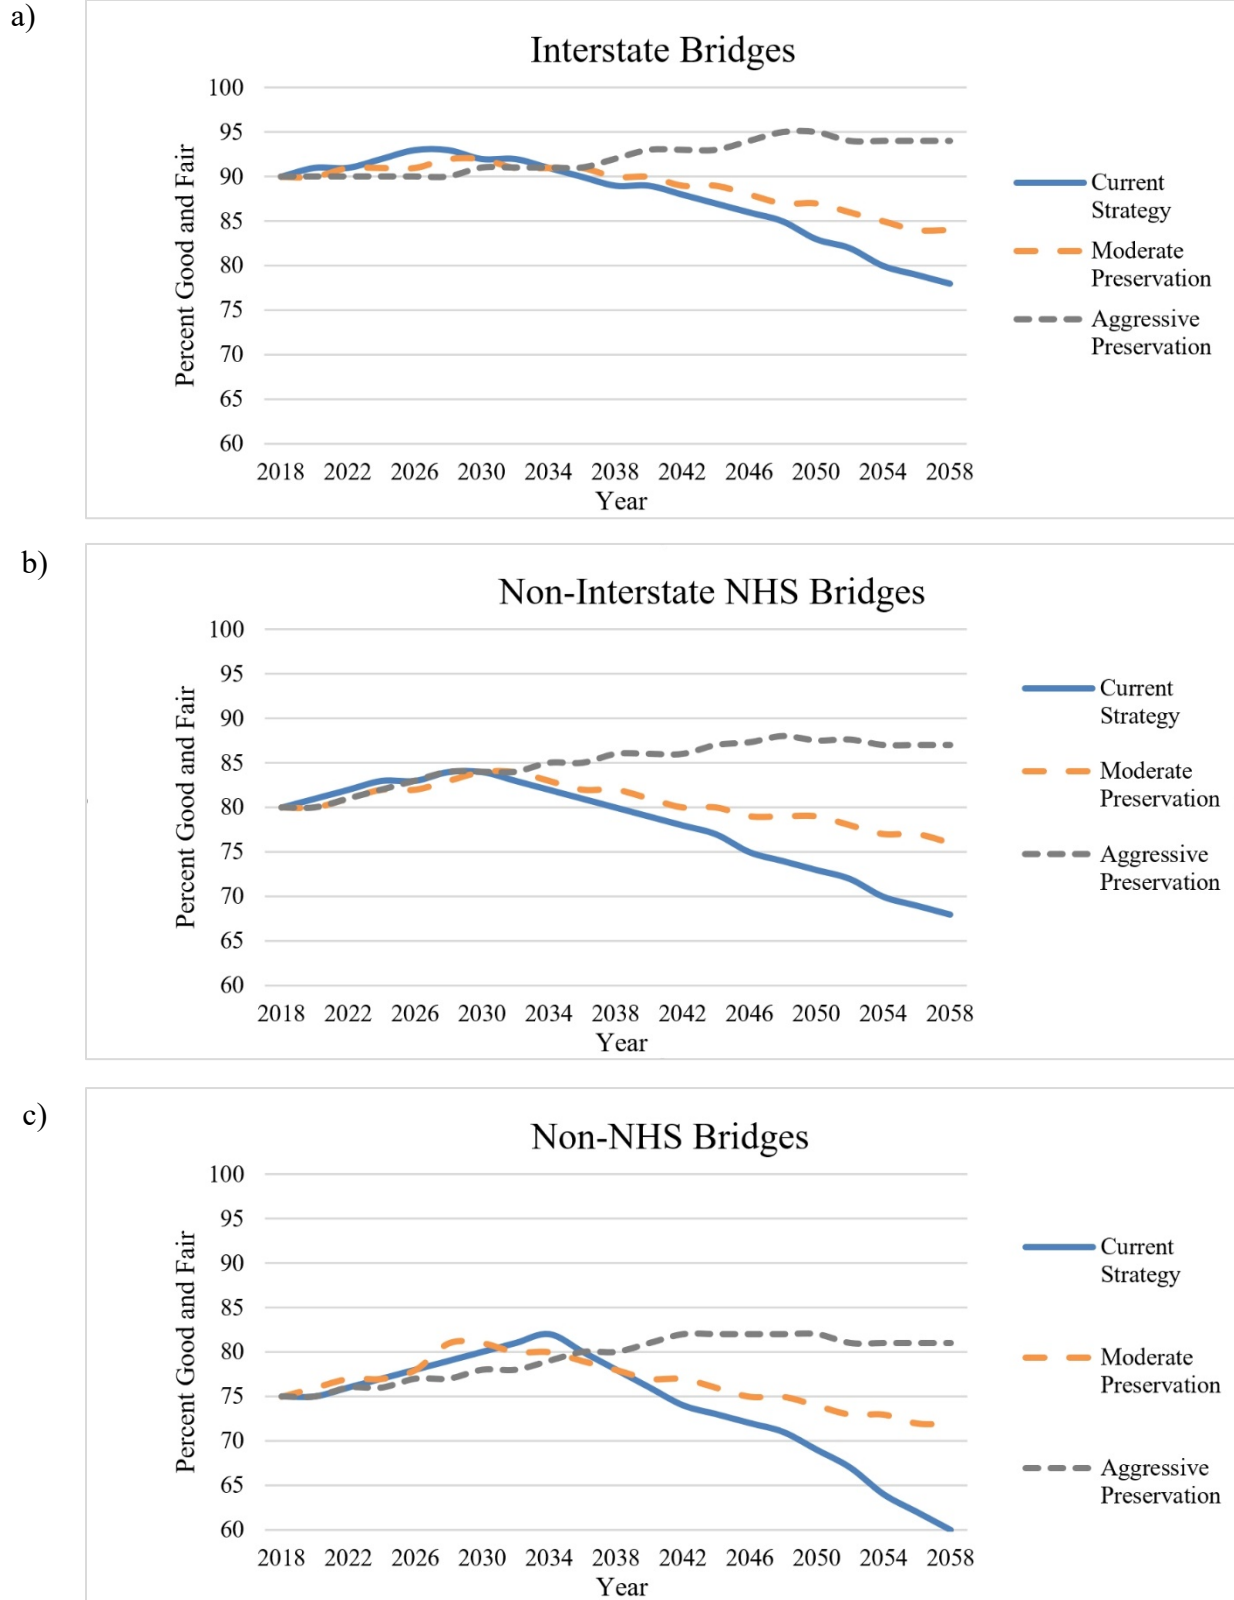 a)
Interstate Bridges
Percent Good and Fair
100
95
90
85
80
75
70
65
60
2018 2022 2026 2030 2034 2038 2042 2046 2050 2054 2058
Year
Current
Strategy
Moderate
Preservation
Aggressive
Preservation
b)
Non-Interstate NHS Bridges
Percent Good and Fair
100
95
90
85
80
75
70
65
60
2018 2022 2026 2030 2034 2038 2042 2046 2050 2054 2058
Year
Current
Strategy
Moderate
Preservation
Aggressive
Preservation
c)
Non-NHS Bridges
Percent Good and Fair
100
95
90
85
80
75
70
65
60
2018 2022 2026 2030 2034 2038 2042 2046 2050 2054 2058
Year
Current
Strategy
Moderate
Preservation
Aggressive
Preservation